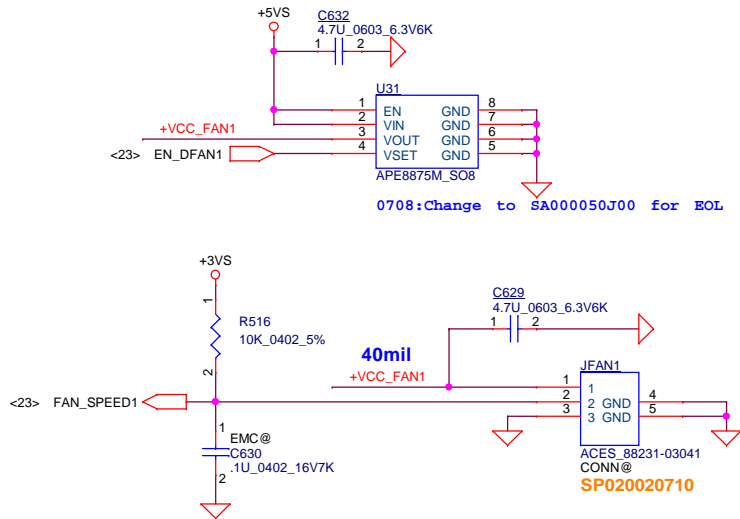 +5VS
C632
4.7U_0603_6.3V6K
1 2
U31
1 EN GND 8
2 VIN GND 7
+VCC_FAN1 3 VOUT GND 6
<23> EN_DFAN1 4 VSET GND 5
APE8875M_SO8
0708:Change to SA000050J00 for EOL
+3VS
1
R516
10K_0402_5%
2
C629
4.7U_0603_6.3V6K
1 2
40mil
+VCC_FAN1
JFAN1
1 1
<23> FAN_SPEED1 2 2 GND 4
3 3 GND 5
ACES_88231-03041
CONN@
SP020020710
1
EMC@
C630
.1U_0402_16V7K
2